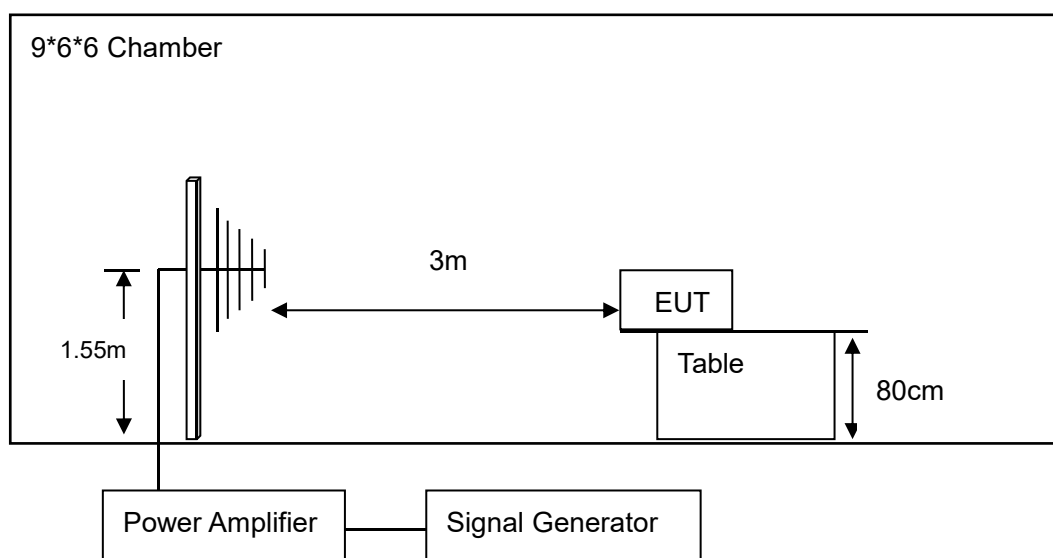 9*6*6 Chamber
3m
EUT
1.55m
Table
80cm
Power Amplifier
Signal Generator